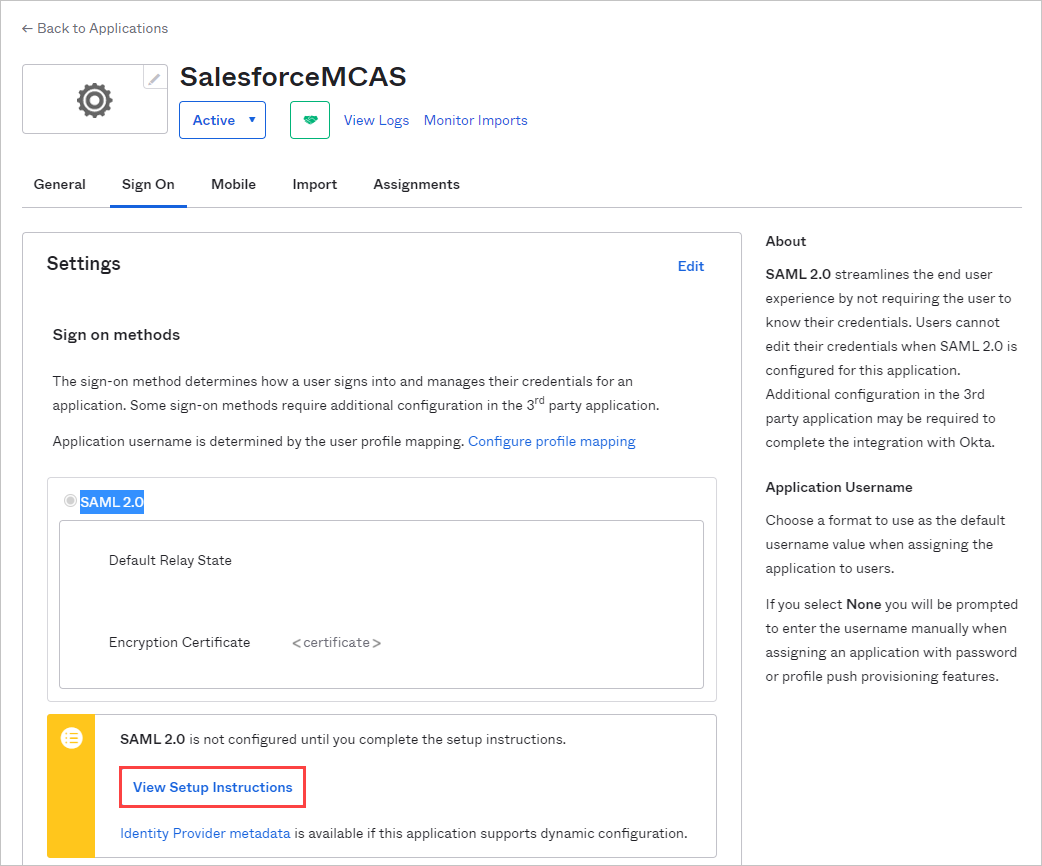 ← Back to Applications
SalesforceMCAS
Active ▼
View Logs
Monitor Imports
General
Sign On
Mobile
Import
Assignments
Settings
Edit
Sign on methods
The sign-on method determines how a user signs into and manages their credentials for an
application. Some sign-on methods require additional configuration in the 3rd party application.
Application username is determined by the user profile mapping. Configure profile mapping
SAML 2.0
Default Relay State
Encryption Certificate <certificate>
SAML 2.0 is not configured until you complete the setup instructions.
View Setup Instructions
Identity Provider metadata is available if this application supports dynamic configuration.
About
SAML 2.0 streamlines the end user
experience by not requiring the user to
know their credentials. Users cannot
edit their credentials when SAML 2.0 is
configured for this application.
Additional configuration in the 3rd
party application may be required to
complete the integration with Okta.
Application Username
Choose a format to use as the default
username value when assigning the
application to users.
If you select None you will be prompted
to enter the username manually when
assigning an application with password
or profile push provisioning features.